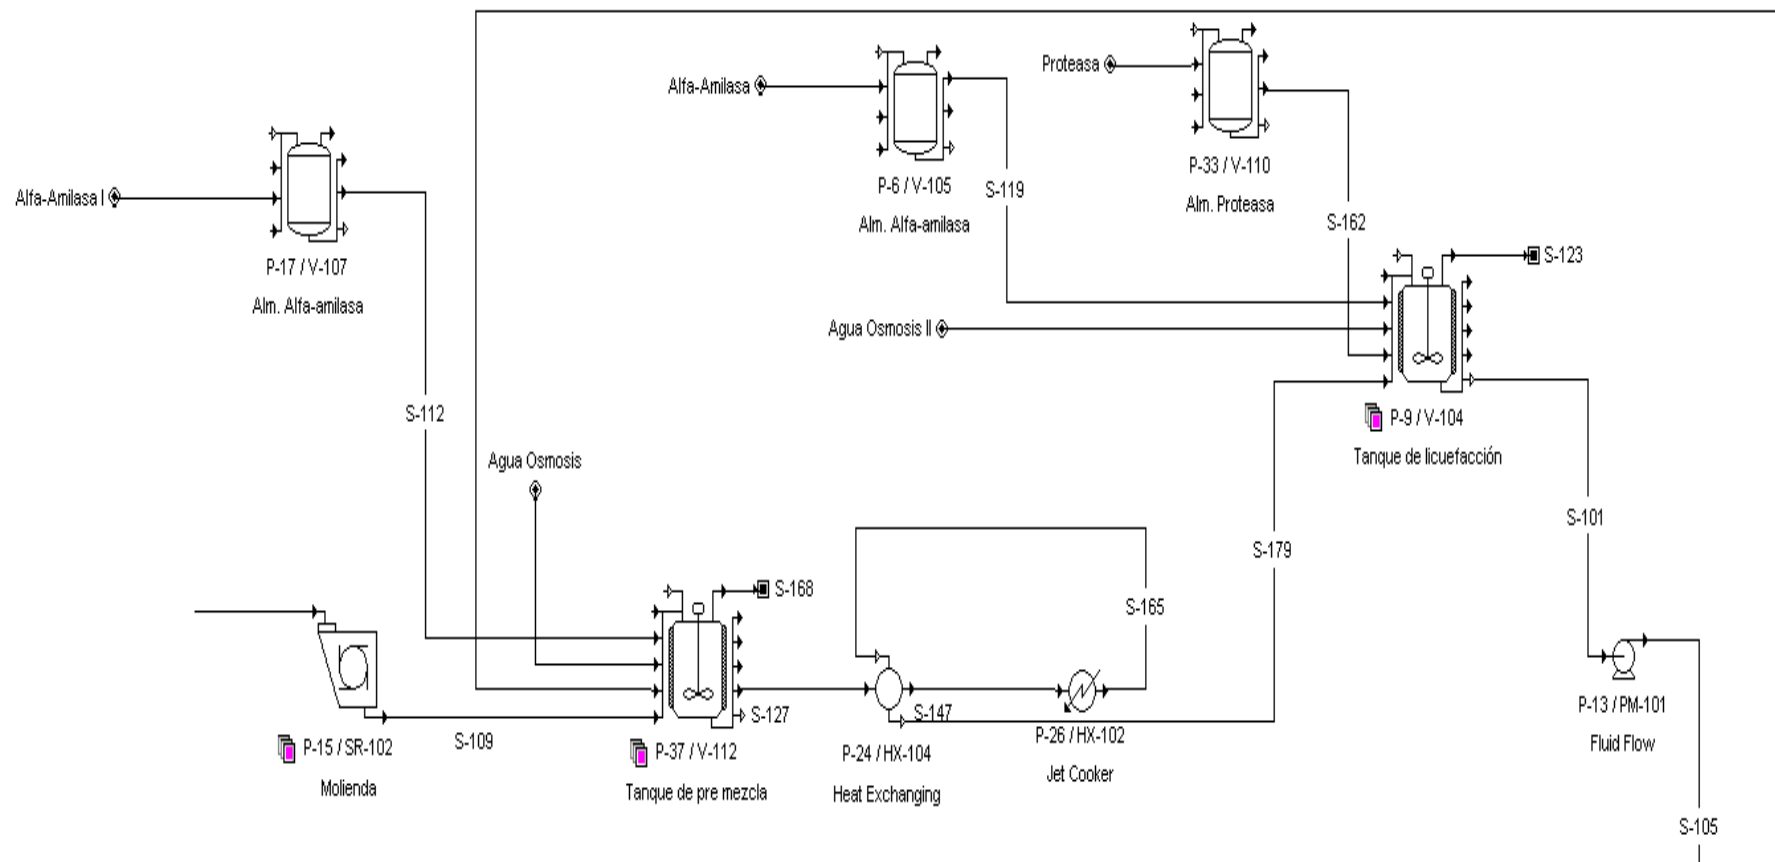 Proteasa
Alfa-Amilasa
P-33 / V-110
Alm. Proteasa
P-6 / V-105
Alm. Alfa-amilasa
S-119
S-162
Alfa-Amilasa I
P-17 / V-107
Alm. Alfa-amilasa
S-123
Agua Osmosis II
P-9 / V-104
Tanque de licuefacción
S-112
Agua Osmosis
S-101
S-179
S-168
S-165
S-127
S-147
S-109
P-15 / SR-102
Molienda
P-37 / V-112
Tanque de pre mezcla
P-24 / HX-104
Heat Exchanging
P-26 / HX-102
Jet Cooker
P-13 / PM-101
Fluid Flow
S-105